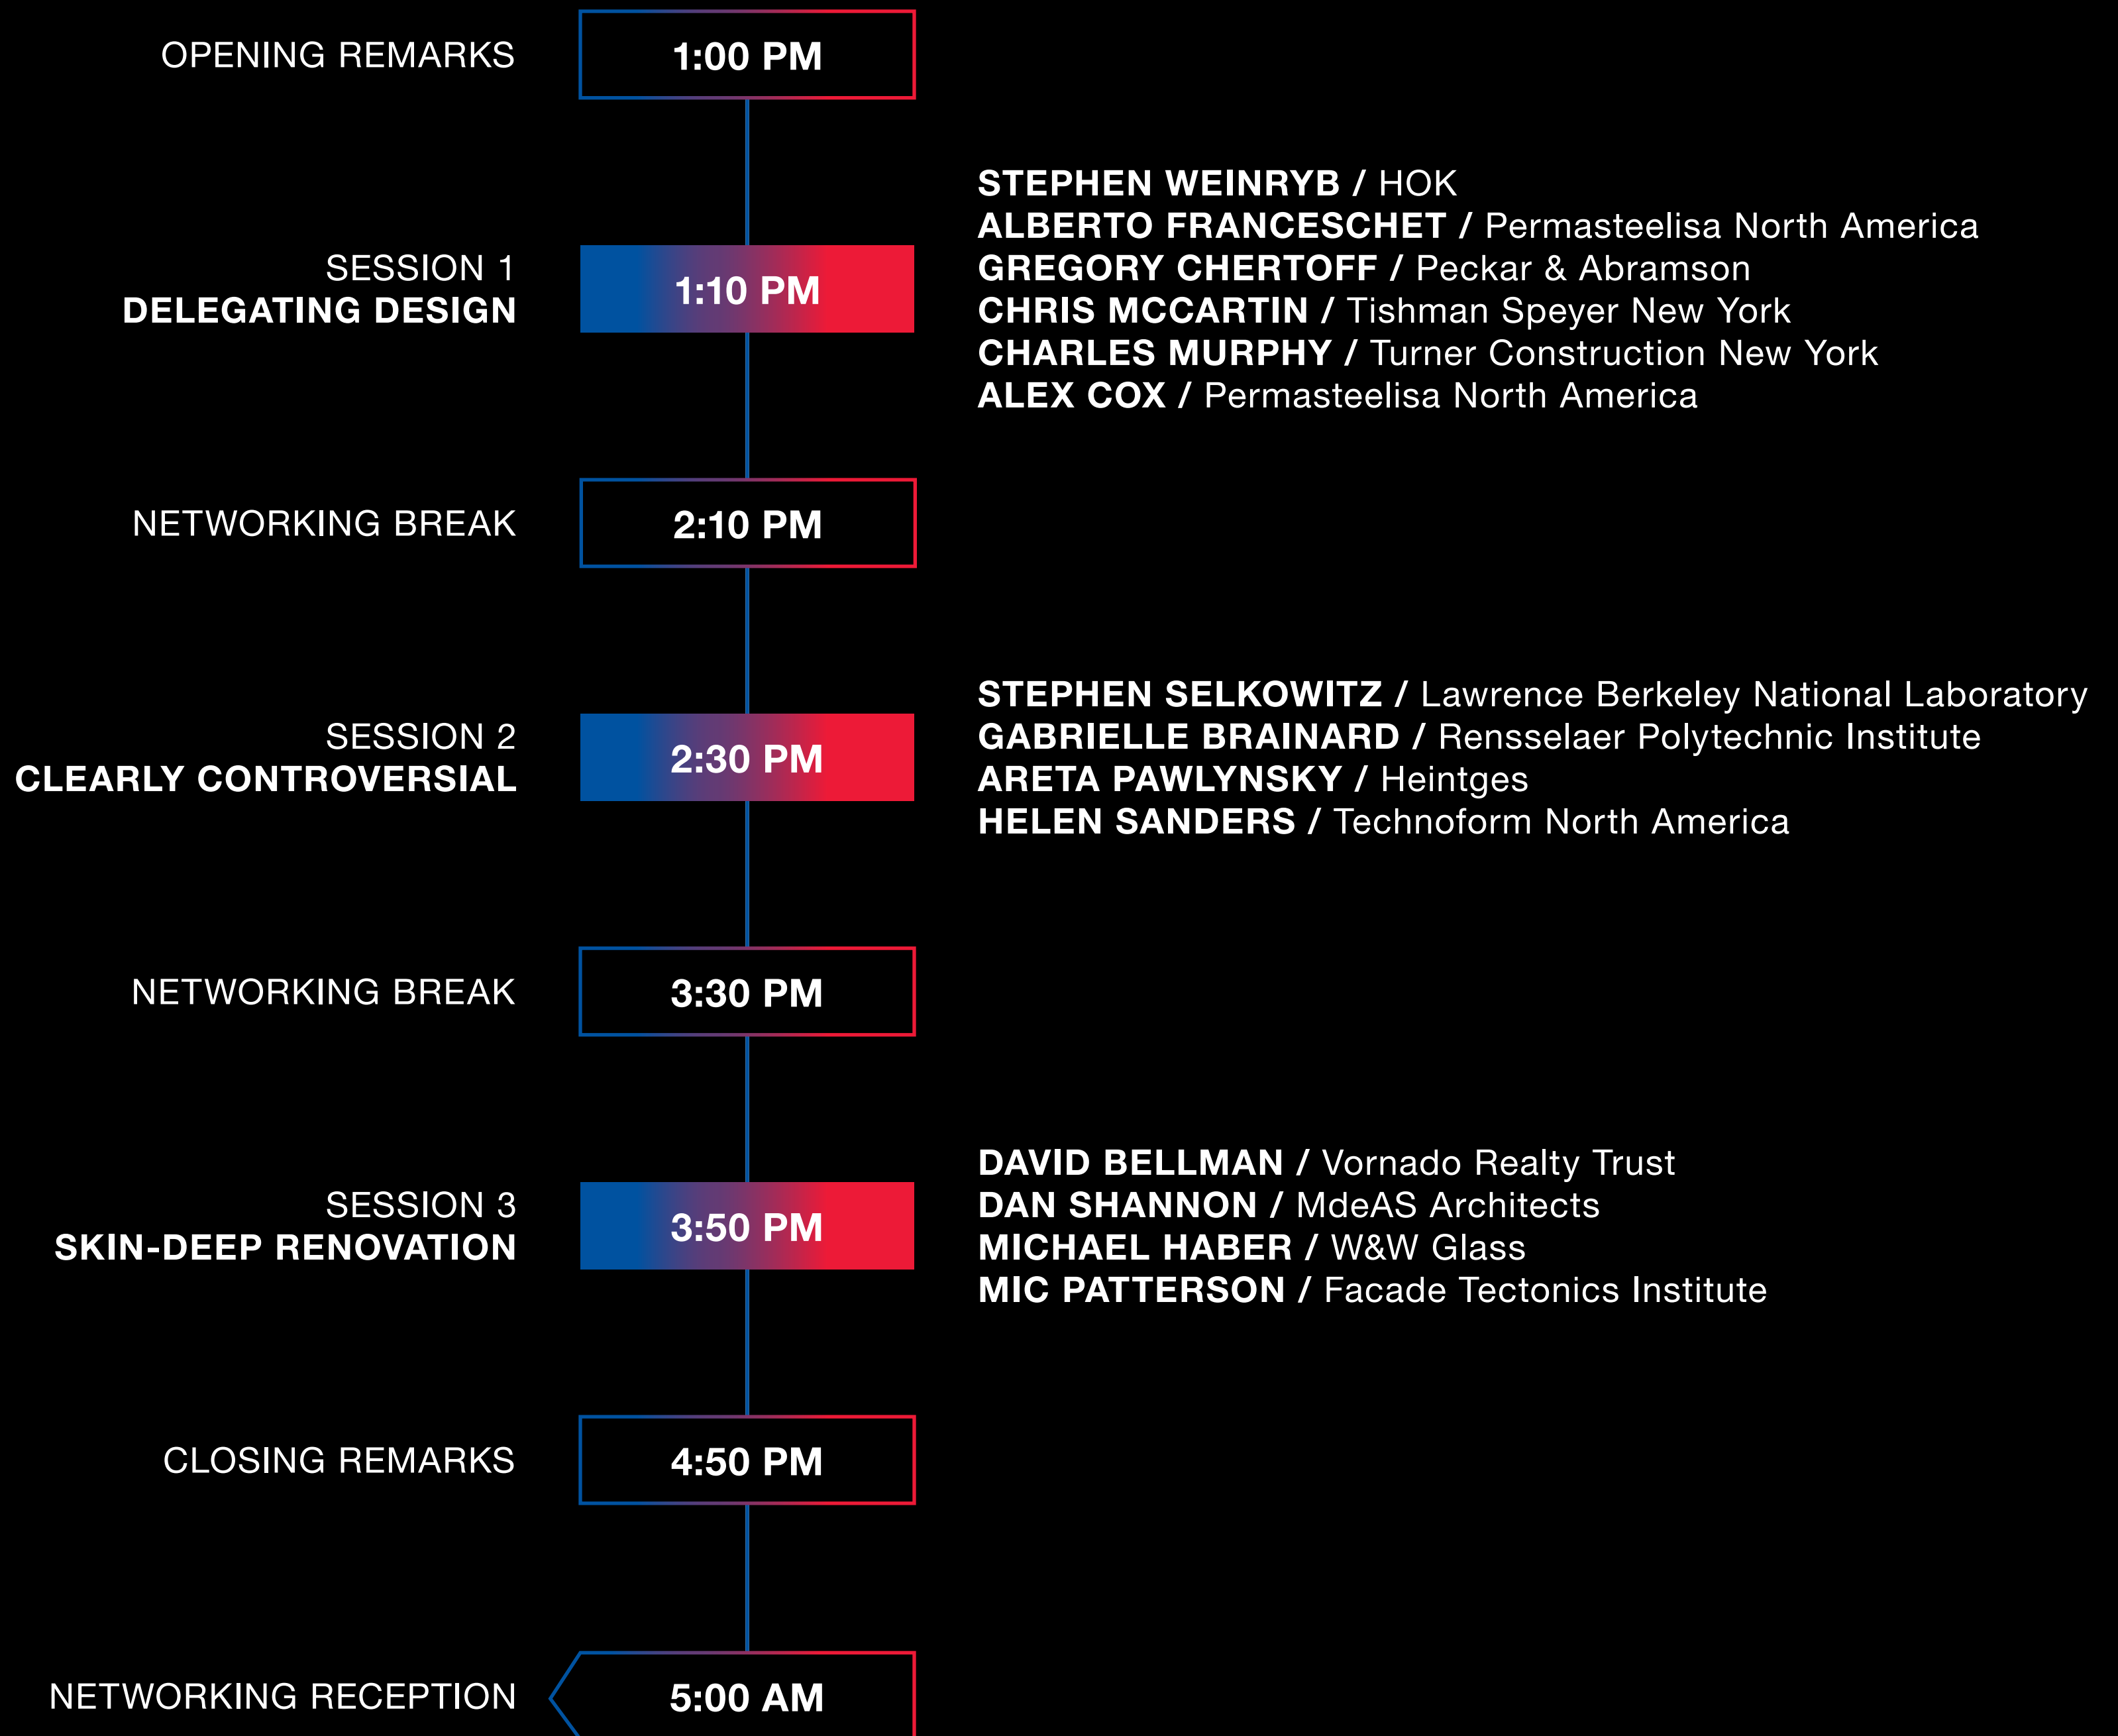 OPENING REMARKS
1:00 PM
SESSION 1
DELEGATING DESIGN
1:10 PM
STEPHEN WEINRYB / HOK
ALBERTO FRANCESCHET / Permasteelisa North America
GREGORY CHERTOFF / Peckar & Abramson
CHRIS MCCARTIN / Tishman Speyer New York
CHARLES MURPHY / Turner Construction New York
ALEX COX / Permasteelisa North America
NETWORKING BREAK
2:10 PM
SESSION 2
CLEARLY CONTROVERSIAL
2:30 PM
STEPHEN SELKOWITZ / Lawrence Berkeley National Laboratory
GABRIELLE BRAINARD / Rensselaer Polytechnic Institute
ARETA PAWLYNSKY / Heintges
HELEN SANDERS / Technoform North America
NETWORKING BREAK
3:30 PM
SESSION 3
SKIN-DEEP RENOVATION
3:50 PM
DAVID BELLMAN / Vornado Realty Trust
DAN SHANNON / MdeAS Architects
MICHAEL HABER / W&W Glass
MIC PATTERSON / Facade Tectonics Institute
CLOSING REMARKS
4:50 PM
NETWORKING RECEPTION
5:00 AM